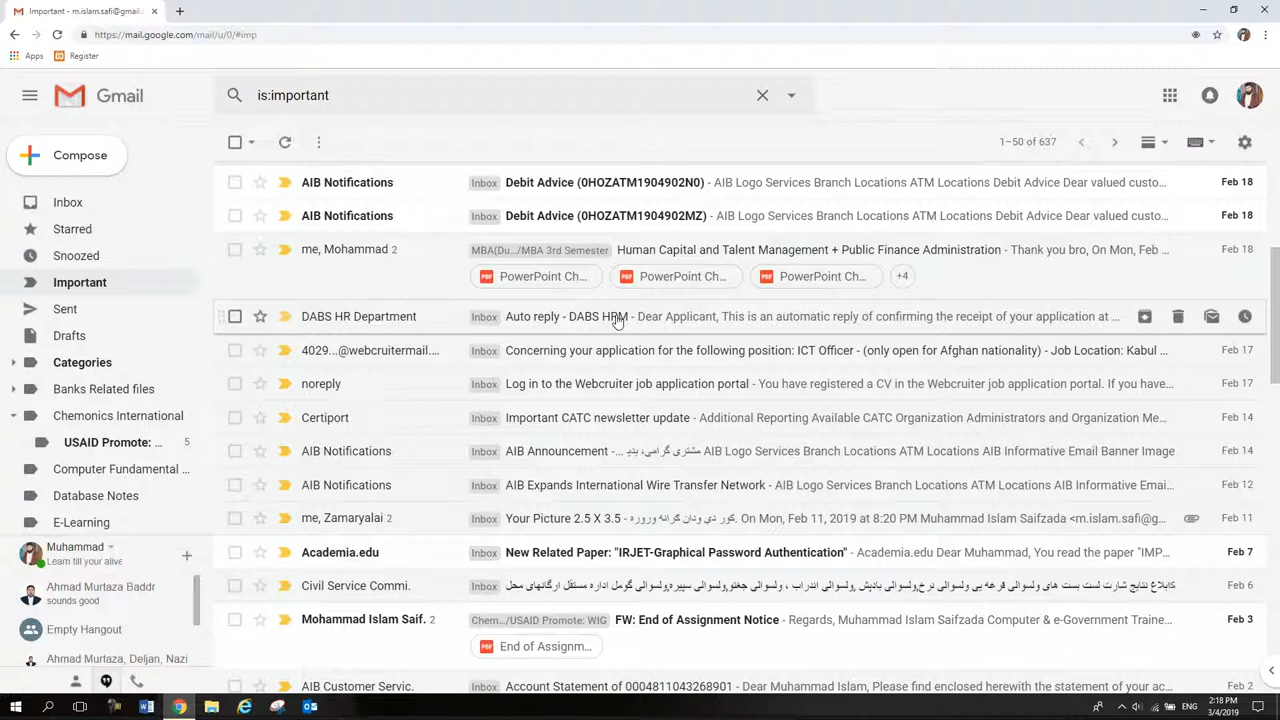 Important - m.islam.safi@gmail.
https://mail.google.com/mail/u/0/#imp
Apps
Register
Gmail
is:important
Compose
1–50 of 637
Inbox
Starred
Snoozed
Important
Sent
Drafts
Categories
Banks Related files
Chemonics International
USAID Promote: ... 5
Computer Fundamental ...
Database Notes
E-Learning
Muhammad
Learn till your alive
Ahmad Murtaza Baddr
sounds good
Empty Hangout
Ahmad Murtaza, Deljan, Nazi
AIB Notifications Inbox Debit Advice (0HOZATM1904902N0) - AIB Logo Services Branch Locations ATM Locations Debit Advice Dear valued custo... Feb 18
AIB Notifications Inbox Debit Advice (0HOZATM1904902MZ) - AIB Logo Services Branch Locations ATM Locations Debit Advice Dear valued custo... Feb 18
me, Mohammad 2 MBA(Du.../MBA 3rd Semester Human Capital and Talent Management + Public Finance Administration - Thank you bro, On Mon, Feb ... Feb 18
PowerPoint Ch... PowerPoint Ch... PowerPoint Ch... +4
DABS HR Department Inbox Auto reply - DABS HRM - Dear Applicant, This is an automatic reply of confirming the receipt of your application at ...
4029...@webcruitermail.... Inbox Concerning your application for the following position: ICT Officer - (only open for Afghan nationality) - Job Location: Kabul ... Feb 17
noreply Inbox Log in to the Webcruiter job application portal - You have registered a CV in the Webcruiter job application portal. If you have... Feb 17
Certiport Inbox Important CATC newsletter update - Additional Reporting Available CATC Organization Administrators and Organization Me... Feb 14
AIB Notifications Inbox AIB Announcement - مشتری گرامی، بدی... AIB Logo Services Branch Locations ATM Locations AIB Informative Email Banner Image Feb 14
AIB Notifications Inbox AIB Expands International Wire Transfer Network - AIB Logo Services Branch Locations ATM Locations AIB Informative Emai... Feb 12
me, Zamaryalai 2 Inbox Your Picture 2.5 X 3.5 - کور دي ودان گرانه وروره. On Mon, Feb 11, 2019 at 8:20 PM Muhammad Islam Saifzada <m.islam.safi@g... Feb 11
Academia.edu Inbox New Related Paper: "IRJET-Graphical Password Authentication" - Academia.edu Dear Muhammad, You read the paper "IMP... Feb 7
Civil Service Commi. Inbox نتایج شارت لست بست های ولسوالی Feb 6
Mohammad Islam Saif. 2 Chem.../USAID Promote: WIG FW: End of Assignment Notice - Regards, Muhammad Islam Saifzada Computer & e-Government Traine... Feb 3
End of Assignm...
AIB Customer Servic. Inbox Account Statement of 0004811043268901 - Dear Muhammad Islam, Please find enclosed herewith the statement of your ac... Feb 2
ENG
2:18 PM
3/4/2019